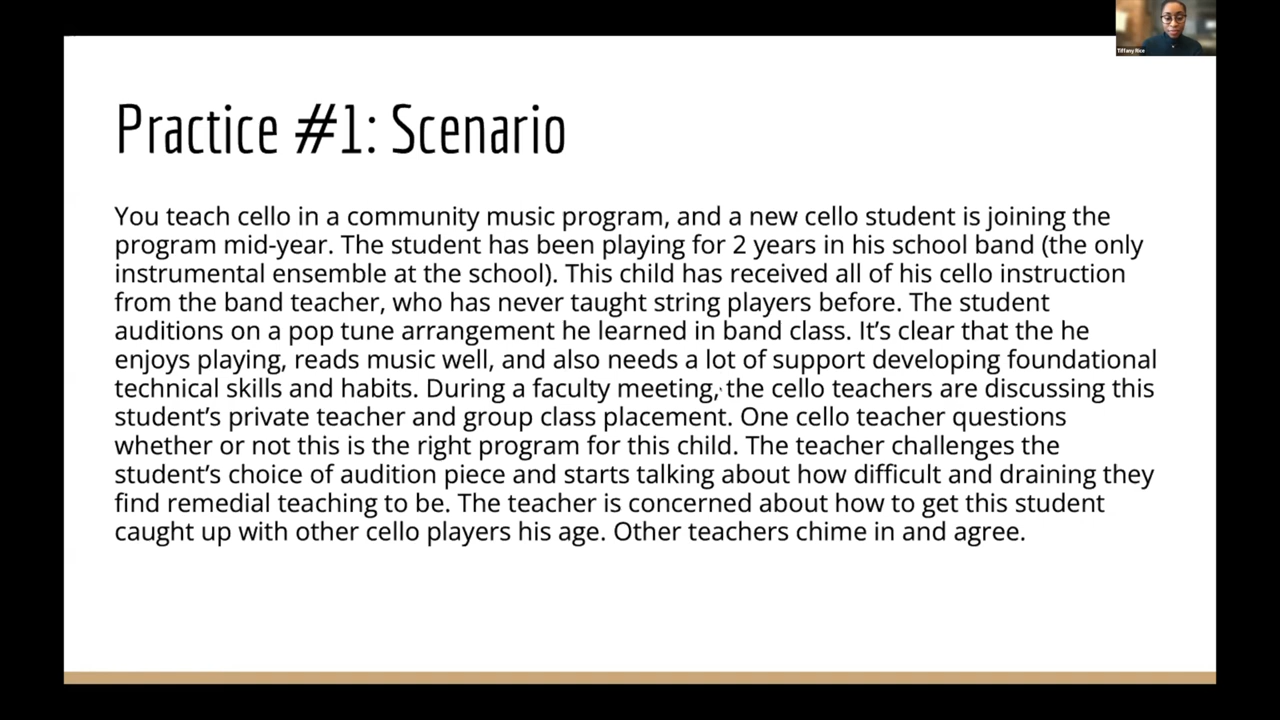 Tiffany Rice
Practice #1: Scenario
You teach cello in a community music program, and a new cello student is joining the
program mid-year. The student has been playing for 2 years in his school band (the only
instrumental ensemble at the school). This child has received all of his cello instruction
from the band teacher, who has never taught string players before. The student
auditions on a pop tune arrangement he learned in band class. It’s clear that the he
enjoys playing, reads music well, and also needs a lot of support developing foundational
technical skills and habits. During a faculty meeting, the cello teachers are discussing this
student’s private teacher and group class placement. One cello teacher questions
whether or not this is the right program for this child. The teacher challenges the
student’s choice of audition piece and starts talking about how difficult and draining they
find remedial teaching to be. The teacher is concerned about how to get this student
caught up with other cello players his age. Other teachers chime in and agree.